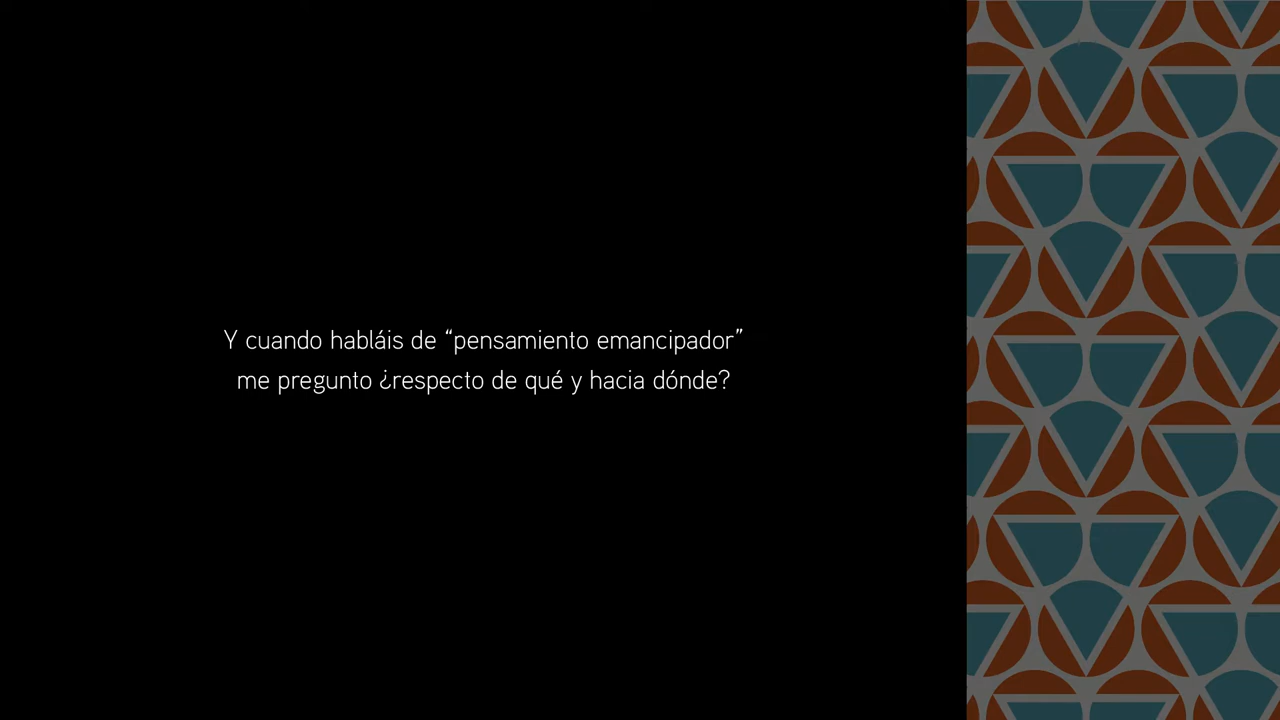 Y cuando habláis de “pensamiento emancipador”
me pregunto ¿respecto de qué y hacia dónde?